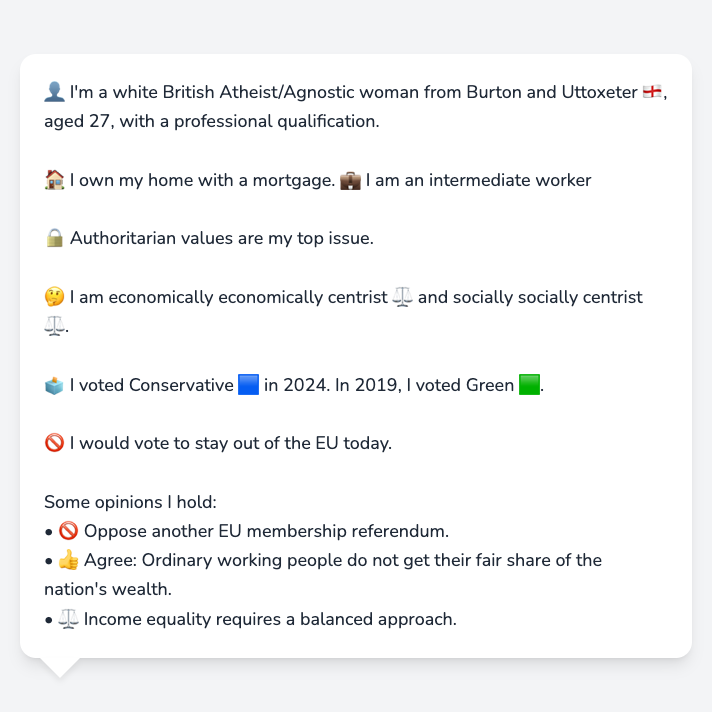 👤 I'm a white British Atheist/Agnostic woman from Burton and Uttoxeter 🏴󠁧󠁢󠁥󠁮󠁧󠁿,
aged 27, with a professional qualification.
🏠 I own my home with a mortgage. 💼 I am an intermediate worker
🔒 Authoritarian values are my top issue.
🤔 I am economically economically centrist ⚖️ and socially socially centrist
⚖️.
🗳️ I voted Conservative 🟦 in 2024. In 2019, I voted Green 🟩.
🚫 I would vote to stay out of the EU today.
Some opinions I hold:
• 🚫 Oppose another EU membership referendum.
• 👍 Agree: Ordinary working people do not get their fair share of the
nation's wealth.
• ⚖️ Income equality requires a balanced approach.